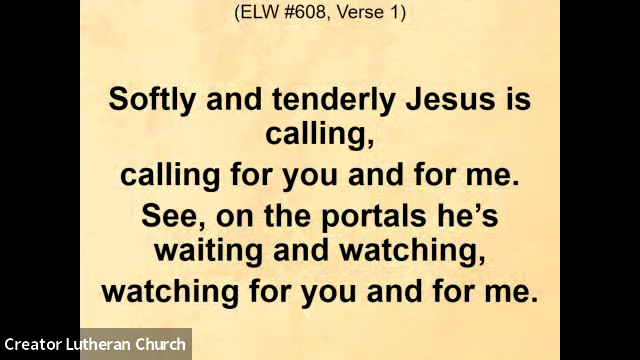 (ELW #608, Verse 1)
Softly and tenderly Jesus is
calling,
calling for you and for me.
See, on the portals he’s
waiting and watching,
watching for you and for me.
Creator Lutheran Church